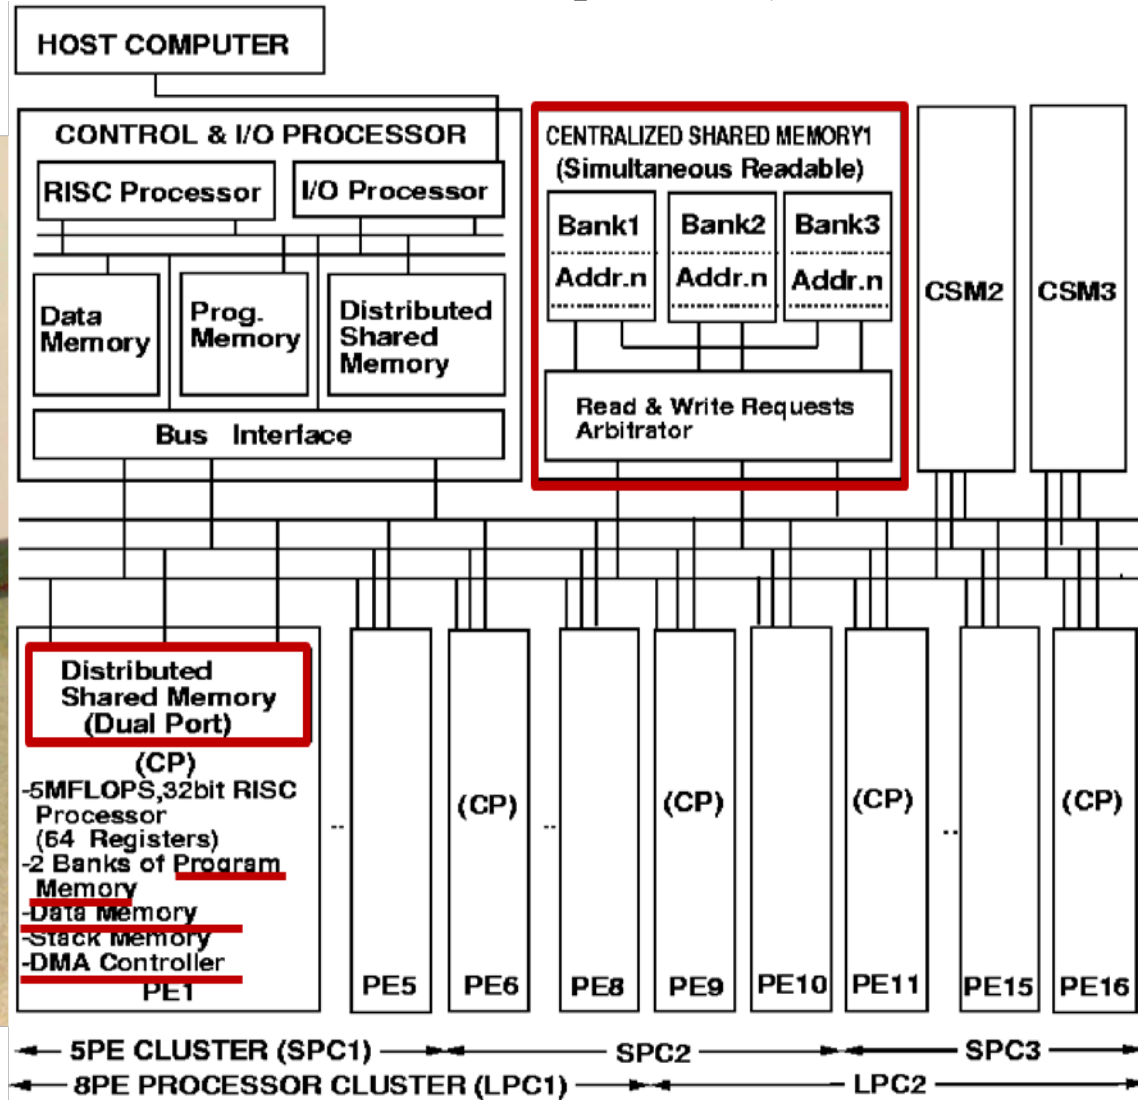 HOST COMPUTER
CONTROL & I/O PROCESSOR
RISC Processor
I/O Processor
Data
Memory
Prog.
Memory
Distributed
Shared
Memory
Bus Interface
CENTRALIZED SHARED MEMORY1
(Simultaneous Readable)
Bank1
Addr.n
Bank2
Addr.n
Bank3
Addr.n
Read & Write Requests
Arbitrator
CSM2
CSM3
Distributed
Shared Memory
(Dual Port)
(CP)
-5MFLOPS,32bit RISC
Processor
(64 Registers)
-2 Banks of Program
Memory
-Data Memory
-Stack Memory
-DMA Controller
PE1
..
PE5
(CP)
PE6
..
PE8
(CP)
PE9
PE10
(CP)
PE11
..
PE15
(CP)
PE16
5PE CLUSTER (SPC1)
SPC2
SPC3
8PE PROCESSOR CLUSTER (LPC1)
LPC2